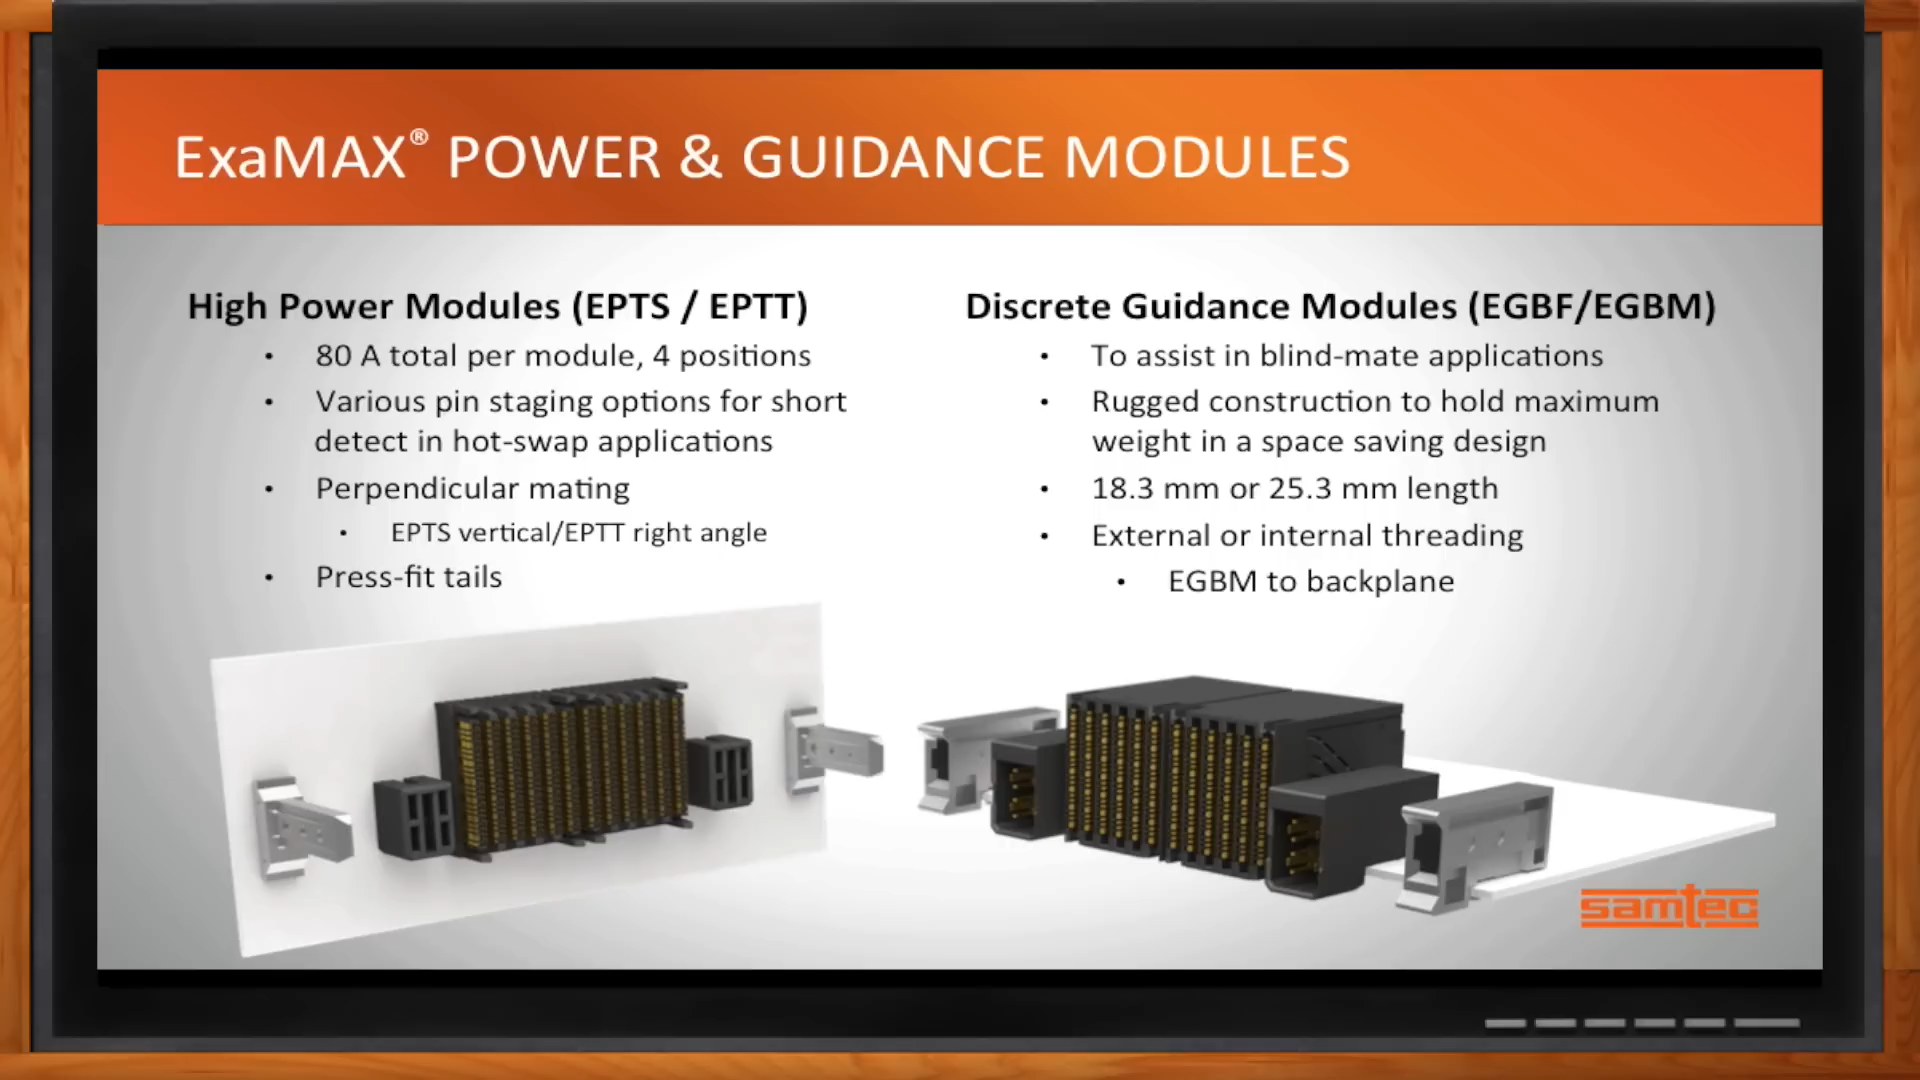 ExaMAX® POWER & GUIDANCE MODULES
High Power Modules (EPTS / EPTT)
• 80 A total per module, 4 positions
• Various pin staging options for short
detect in hot-swap applications
• Perpendicular mating
• EPTS vertical/EPTT right angle
• Press-fit tails
Discrete Guidance Modules (EGBF/EGBM)
• To assist in blind-mate applications
• Rugged construction to hold maximum
weight in a space saving design
• 18.3 mm or 25.3 mm length
• External or internal threading
• EGBM to backplane
samtec